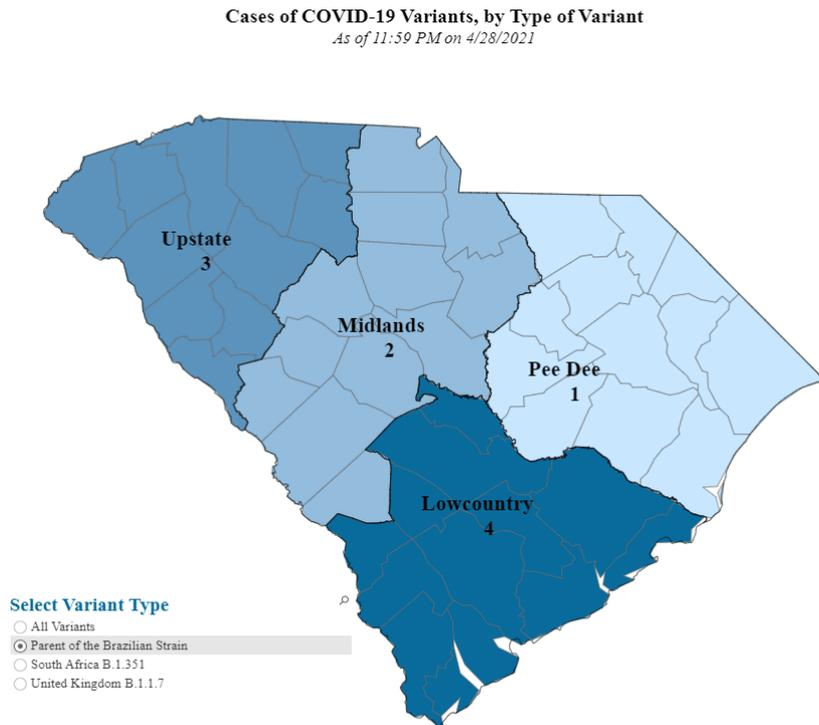 Cases of COVID-19 Variants, by Type of Variant
As of 11:59 PM on 4/28/2021
Upstate
3
Midlands
2
Pee Dee
1
Lowcountry
4
Select Variant Type
All Variants
Parent of the Brazilian Strain
South Africa B.1.351
United Kingdom B.1.1.7